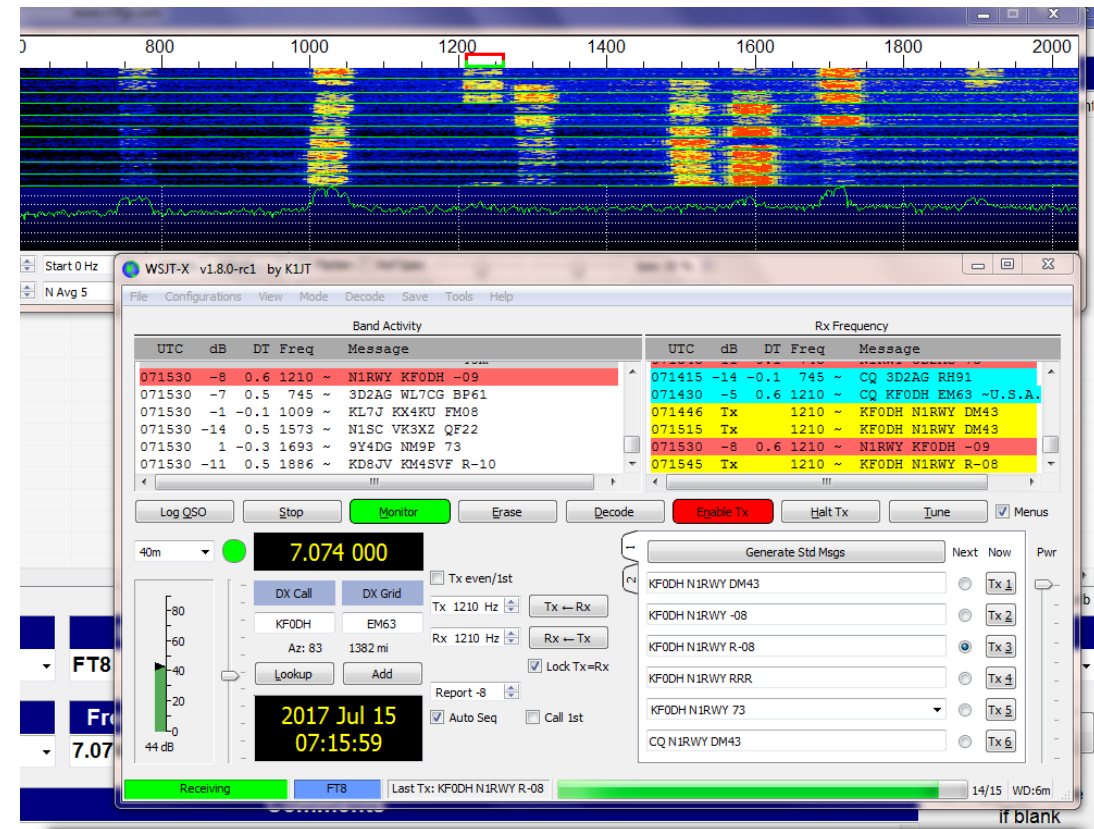 800 1000 1200 1400 1600 1800 2000
Start 0 Hz
N Avg 5
WSJT-X v1.8.0-rc1 by K1JT
File Configurations View Mode Decode Save Tools Help
Band Activity
UTC dB DT Freq Message
071530 -8 0.6 1210 ~ N1RWY KF0DH -09
071530 -7 0.5 745 ~ 3D2AG WL7CG BP61
071530 -1 -0.1 1009 ~ KL7J KX4KU FM08
071530 -14 0.5 1573 ~ N1SC VK3XZ QF22
071530 1 -0.3 1693 ~ 9Y4DG NM9P 73
071530 -11 0.5 1886 ~ KD8JV KM4SVF R-10
Rx Frequency
UTC dB DT Freq Message
071415 -14 -0.1 745 ~ CQ 3D2AG RH91
071430 -5 0.6 1210 ~ CQ KF0DH EM63 ~U.S.A.
071446 Tx 1210 ~ KF0DH N1RWY DM43
071515 Tx 1210 ~ KF0DH N1RWY DM43
071530 -8 0.6 1210 ~ N1RWY KF0DH -09
071545 Tx 1210 ~ KF0DH N1RWY R-08
Log QSO Stop Monitor Erase Decode Enable Tx Halt Tx Tune Menus
40m
7.074 000
DX Call DX Grid
KF0DH EM63
Az: 83 1382 mi
Lookup Add
2017 Jul 15
07:15:59
-80
-60
-40
-20
-0
44 dB
Tx even/1st
Tx 1210 Hz Tx ← Rx
Rx 1210 Hz Rx ← Tx
Lock Tx=Rx
Report -8
Auto Seq Call 1st
1
2
Generate Std Msgs Next Now Pwr
KF0DH N1RWY DM43 Tx 1
KF0DH N1RWY -08 Tx 2
KF0DH N1RWY R-08 Tx 3
KF0DH N1RWY RRR Tx 4
KF0DH N1RWY 73 Tx 5
CQ N1RWY DM43 Tx 6
Receiving FT8 Last Tx: KF0DH N1RWY R-08 14/15 WD:6m
FT8
Fre
7.07
if blank